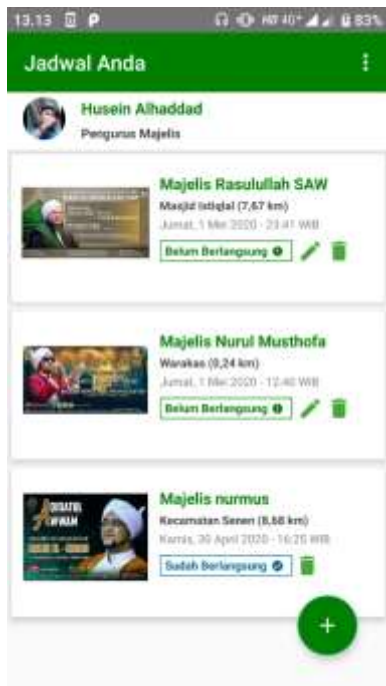 13.13
83%
Jadwal Anda
Husein Alhaddad
Pengurus Majelis
Majelis Rasulullah SAW
Masjid Istiqlal (7,67 km)
Jumat, 1 Mei 2020 - 23:41 WIB
Belum Berlangsung
Majelis Nurul Musthofa
Warakas (0,24 km)
Jumat, 1 Mei 2020 - 12:40 WIB
Belum Berlangsung
Majelis nurmus
Kecamatan Senen (8,68 km)
Kamis, 30 April 2020 - 16:25 WIB
Sudah Berlangsung